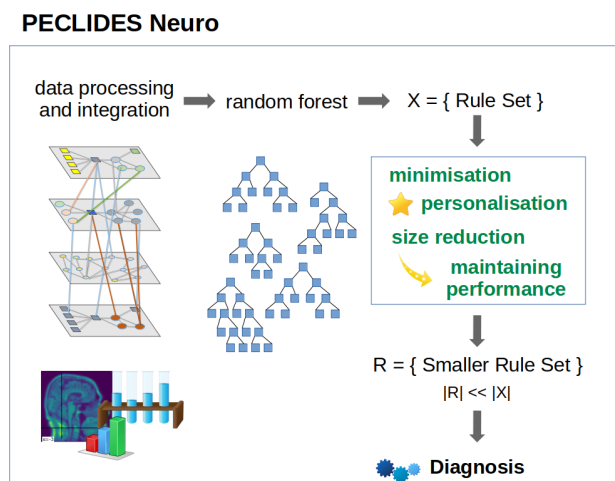 PECLIDES Neuro
data processing
and integration
random forest
X = { Rule Set }
minimisation
personalisation
size reduction
maintaining
performance
R = { Smaller Rule Set }
|R| << |X|
Diagnosis